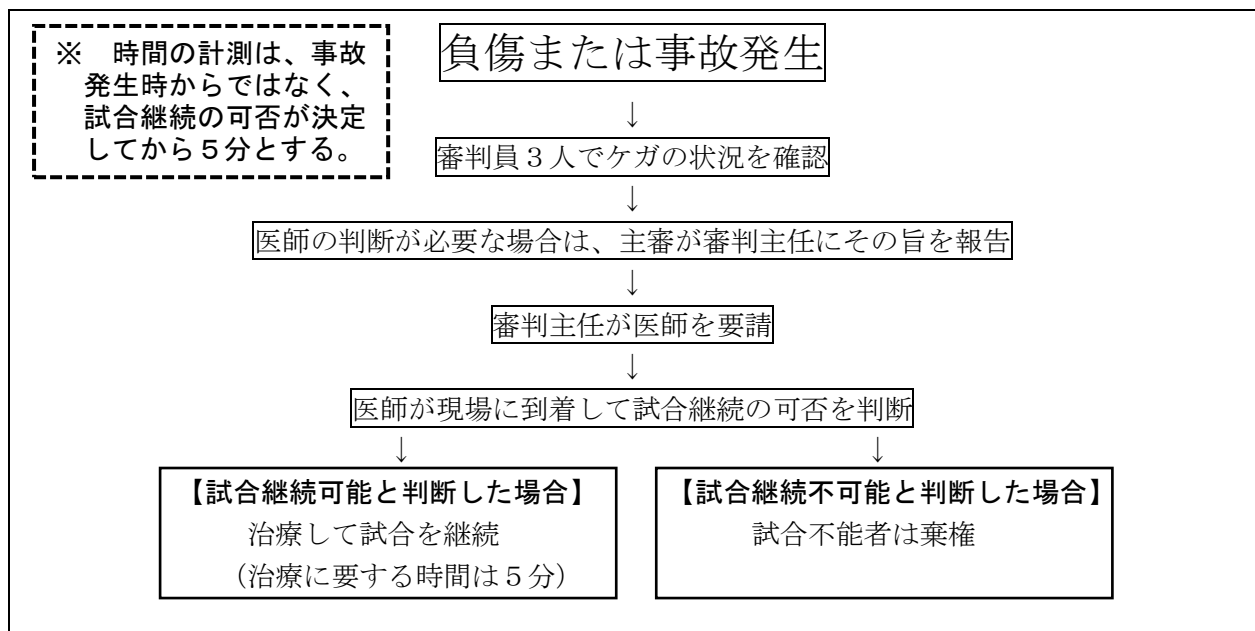 ※　時間の計測は、事故
発生時からではなく、
試合継続の可否が決定
してから５分とする。
負傷または事故発生
↓
審判員３人でケガの状況を確認
↓
医師の判断が必要な場合は、主審が審判主任にその旨を報告
↓
審判主任が医師を要請
↓
医師が現場に到着して試合継続の可否を判断
↓
【試合継続可能と判断した場合】
治療して試合を継続
（治療に要する時間は５分）
↓
【試合継続不可能と判断した場合】
試合不能者は棄権